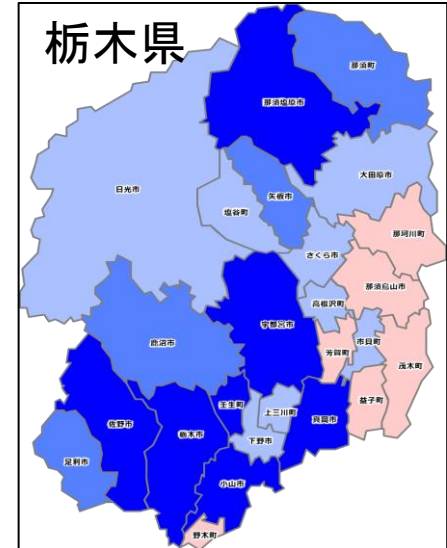 栃木県
那須町
那須塩原市
大田原市
日光市
矢板市
塩谷町
那珂川町
さくら市
那須烏山市
高根沢町
宇都宮市
市貝町
鹿沼市
芳賀町
茂木町
壬生町
益子町
上三川町
佐野市
真岡市
栃木市
下野市
足利市
小山市
野木町